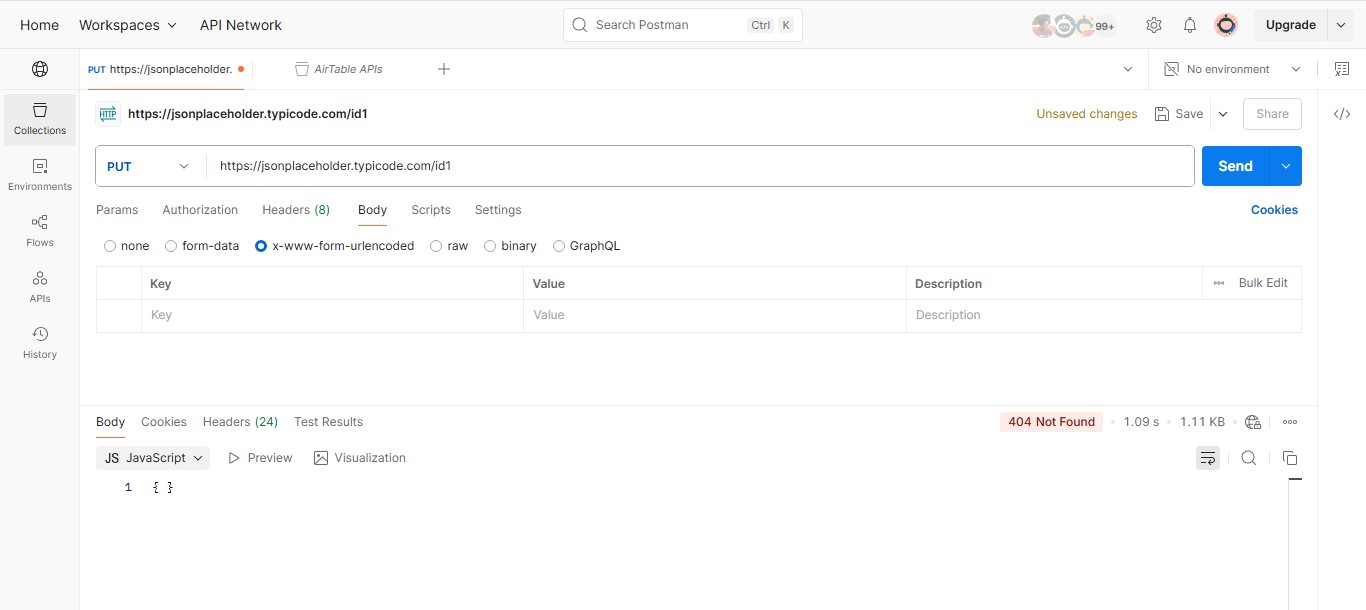 Home Workspaces API Network Search Postman Ctrl K 99+ Upgrade
PUT https://jsonplaceholder. AirTable APIs No environment
HTTP https://jsonplaceholder.typicode.com/id1 Unsaved changes Save Share
Collections
PUT https://jsonplaceholder.typicode.com/id1 Send
Environments
Params Authorization Headers (8) Body Scripts Settings Cookies
Flows
none form-data x-www-form-urlencoded raw binary GraphQL
Key Value Description Bulk Edit
APIs
Key Value Description
History
Body Cookies Headers (24) Test Results 404 Not Found 1.09 s 1.11 KB
JS JavaScript Preview Visualization
1 { }